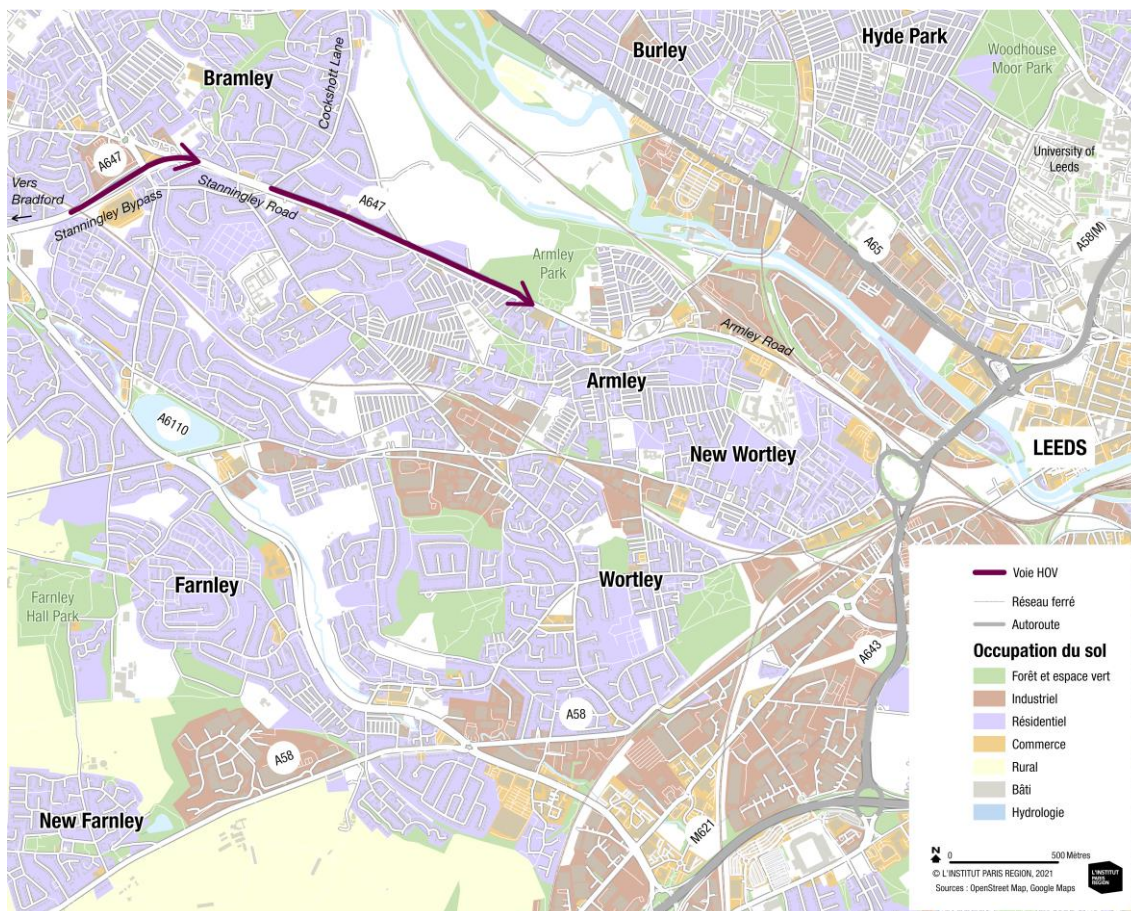 Bramley
Cockshott Lane
Burley
Hyde Park
Woodhouse
Moor Park
University of
Leeds
A647
Vers
Bradford
Stanningley Bypass
Stanningley Road
A647
A65
A58(M)
Armley
Park
Armley Road
Armley
A6110
New Wortley
LEEDS
Farnley
Wortley
Farnley
Hall Park
A643
A58
A58
New Farnley
M621
Voie HOV
Réseau ferré
Autoroute
Occupation du sol
Forêt et espace vert
Industriel
Résidentiel
Commerce
Rural
Bâti
Hydrologie
N
0 500 Mètres
© L'INSTITUT PARIS REGION, 2021
Sources : OpenStreet Map, Google Maps
L'INSTITUT
PARIS
REGION